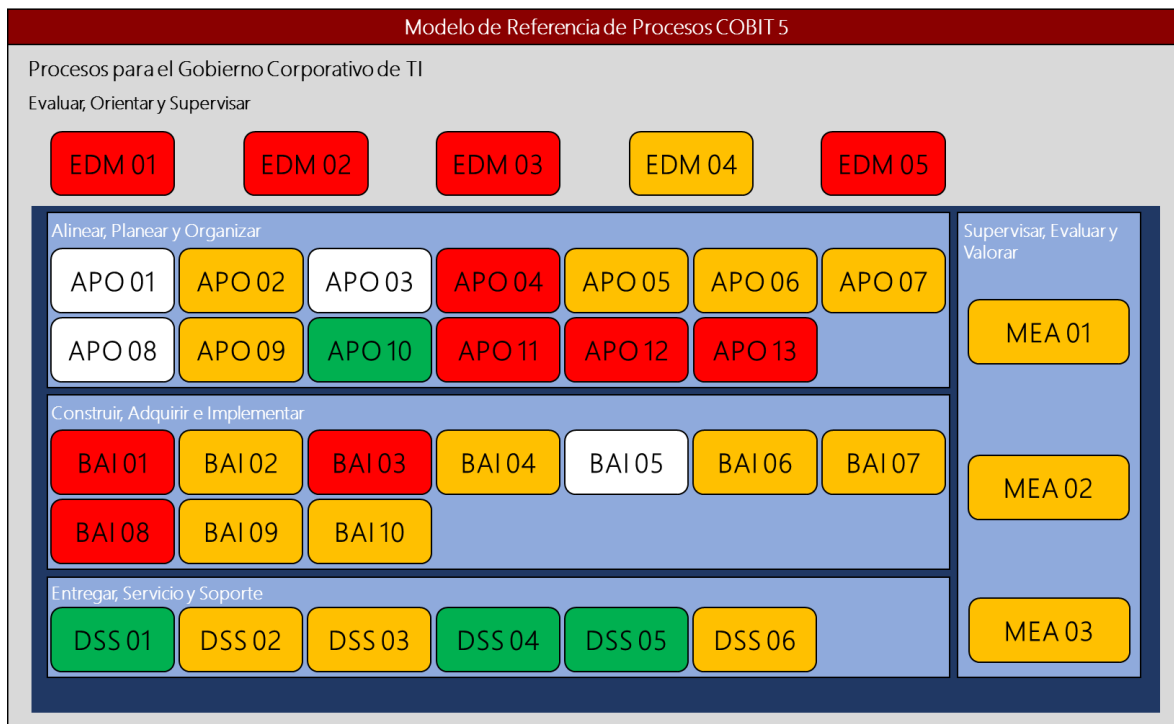 Modelo de Referencia de Procesos COBIT 5
Procesos para el Gobierno Corporativo de TI
Evaluar, Orientar y Supervisar
EDM 01
EDM 02
EDM 03
EDM 04
EDM 05
Alinear, Planear y Organizar
APO 01
APO 02
APO 03
APO 04
APO 05
APO 06
APO 07
APO 08
APO 09
APO 10
APO 11
APO 12
APO 13
Construir, Adquirir e Implementar
BAI 01
BAI 02
BAI 03
BAI 04
BAI 05
BAI 06
BAI 07
BAI 08
BAI 09
BAI 10
Entregar, Servicio y Soporte
DSS 01
DSS 02
DSS 03
DSS 04
DSS 05
DSS 06
Supervisar, Evaluar y
Valorar
MEA 01
MEA 02
MEA 03